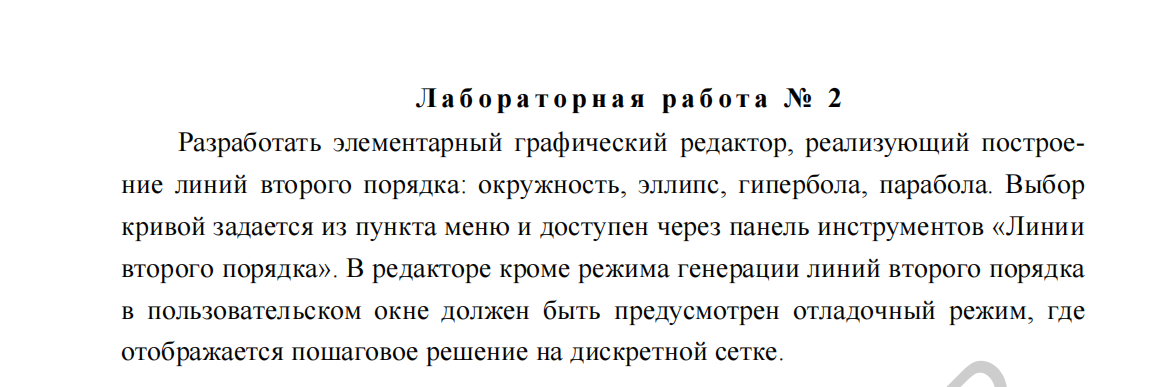 Лабораторная работа № 2
Разработать элементарный графический редактор, реализующий построе-
ние линий второго порядка: окружность, эллипс, гипербола, парабола. Выбор
кривой задается из пункта меню и доступен через панель инструментов «Линии
второго порядка». В редакторе кроме режима генерации линий второго порядка
в пользовательском окне должен быть предусмотрен отладочный режим, где
отображается пошаговое решение на дискретной сетке.